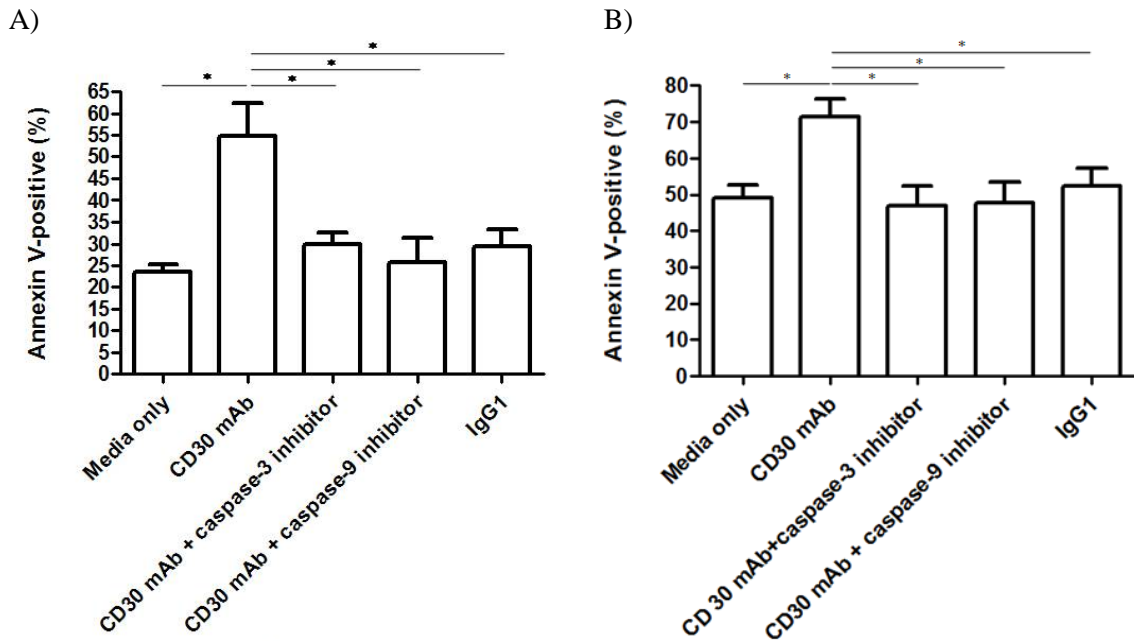 A)
*
*
*
*
Annexin V-positive (%)
65
60
55
50
45
40
35
30
25
20
15
10
5
0
Media only
CD30 mAb
CD30 mAb + caspase-3 inhibitor
CD30 mAb + caspase-9 inhibitor
IgG1
B)
*
*
*
*
Annexin V-positive (%)
80
70
60
50
40
30
20
10
0
Media only
CD30 mAb
CD 30 mAb+caspase-3 inhibitor
CD30 mAb + caspase-9 inhibitor
IgG1